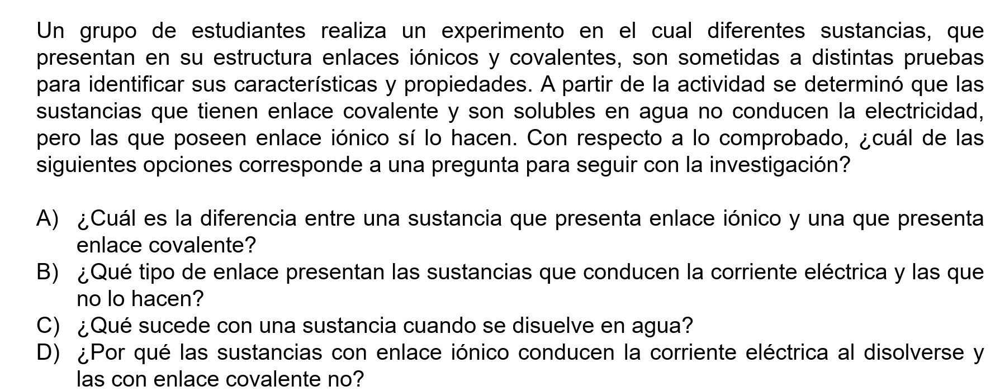 Un grupo de estudiantes realiza un experimento en el cual diferentes sustancias, que
presentan en su estructura enlaces iónicos y covalentes, son sometidas a distintas pruebas
para identificar sus características y propiedades. A partir de la actividad se determinó que las
sustancias que tienen enlace covalente y son solubles en agua no conducen la electricidad,
pero las que poseen enlace iónico sí lo hacen. Con respecto a lo comprobado, ¿cuál de las
siguientes opciones corresponde a una pregunta para seguir con la investigación?
A) ¿Cuál es la diferencia entre una sustancia que presenta enlace iónico y una que presenta
enlace covalente?
B) ¿Qué tipo de enlace presentan las sustancias que conducen la corriente eléctrica y las que
no lo hacen?
C) ¿Qué sucede con una sustancia cuando se disuelve en agua?
D) ¿Por qué las sustancias con enlace iónico conducen la corriente eléctrica al disolverse y
las con enlace covalente no?